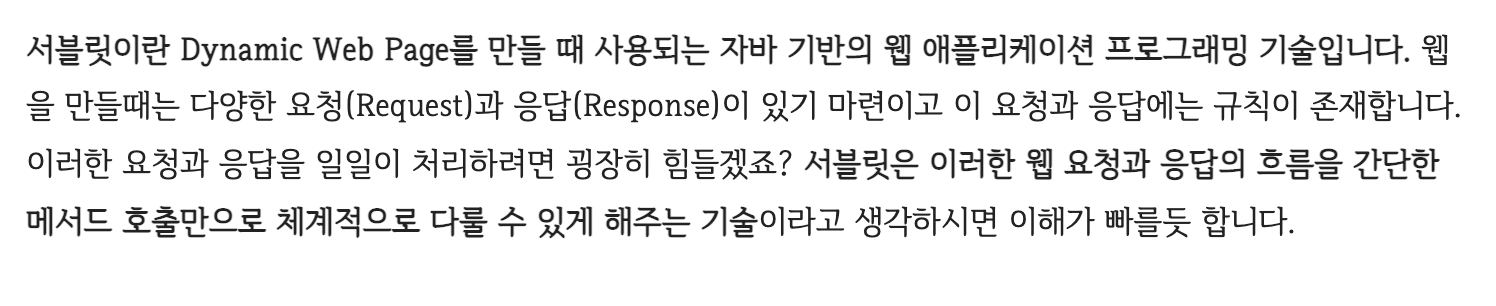 서블릿이란 Dynamic Web Page를 만들 때 사용되는 자바 기반의 웹 애플리케이션 프로그래밍 기술입니다. 웹
을 만들때는 다양한 요청(Request)과 응답(Response)이 있기 마련이고 이 요청과 응답에는 규칙이 존재합니다.
이러한 요청과 응답을 일일이 처리하려면 굉장히 힘들겠죠? 서블릿은 이러한 웹 요청과 응답의 흐름을 간단한
메서드 호출만으로 체계적으로 다룰 수 있게 해주는 기술이라고 생각하시면 이해가 빠를듯 합니다.